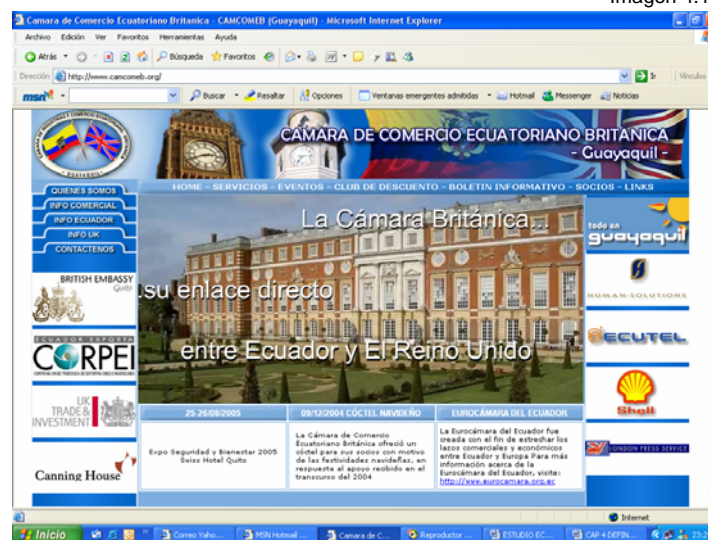 Imagen 4.1
Camara de Comercio Ecuatoriano Britanica - CAMCOMEB (Guayaquil) - Microsoft Internet Explorer
Archivo Edición Ver Favoritos Herramientas Ayuda
Atrás Búsqueda Favoritos
Dirección http://www.camcomeb.org/ Ir Vínculos
msn Buscar Resaltar Opciones Ventanas emergentes admitidas Hotmail Messenger Noticias
CAMARA DE COMERCIO ECUATORIANO BRITANICA
- Guayaquil -
HOME - SERVICIOS - EVENTOS - CLUB DE DESCUENTO - BOLETIN INFORMATIVO - SOCIOS - LINKS
QUIENES SOMOS
INFO COMERCIAL
INFO ECUADOR
INFO UK
CONTACTENOS
BRITISH EMBASSY
Quito
ECUADOR EXPORTA
CORPEI
UK
TRADE &
INVESTMENT
Canning House
La Cámara Británica...
...su enlace directo
entre Ecuador y El Reino Unido
25-26/08/2005
Expo Seguridad y Bienestar 2005
Swiss Hotel Quito
09/12/2004 CÓCTEL NAVIDEÑO
La Cámara de Comercio
Ecuatoriano Británica ofreció un
cóctel para sus socios con motivo
de las festividades navideñas, en
respuesta al apoyo recibido en el
transcurso del 2004
EUROCÁMARA DEL ECUADOR
La Eurocámara del Ecuador fue
creada con el fin de estrechar los
lazos comerciales y económicos
entre Ecuador y Europa Para más
información acerca de la
Eurocámara del Ecuador, visite:
http://www.eurocamara.org.ec
todo en
guayaquil
HUMAN-SOLUTIONS
ECUTEL
Shell
LONDON PRESS SERVICE
Internet
Inicio Correo Yaho... MSN Hotmail ... Camara de C... Reproductor ... ESTUDIO EC... CAP 4 DEFIN...